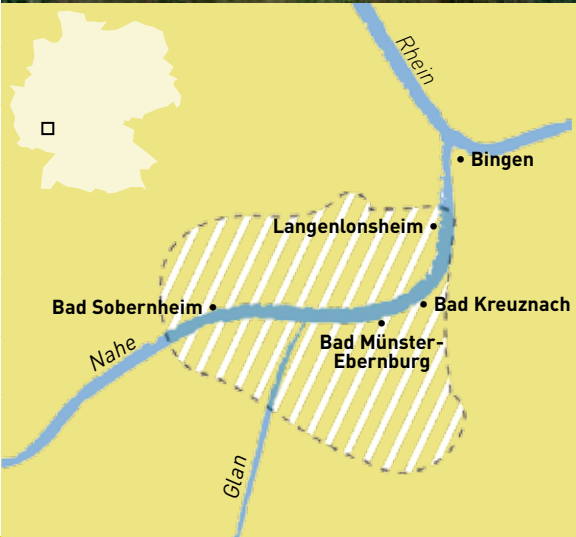 Rhein
Bingen
Langenlonsheim
Bad Sobernheim
Bad Kreuznach
Bad Münster-
Ebernburg
Nahe
Glan